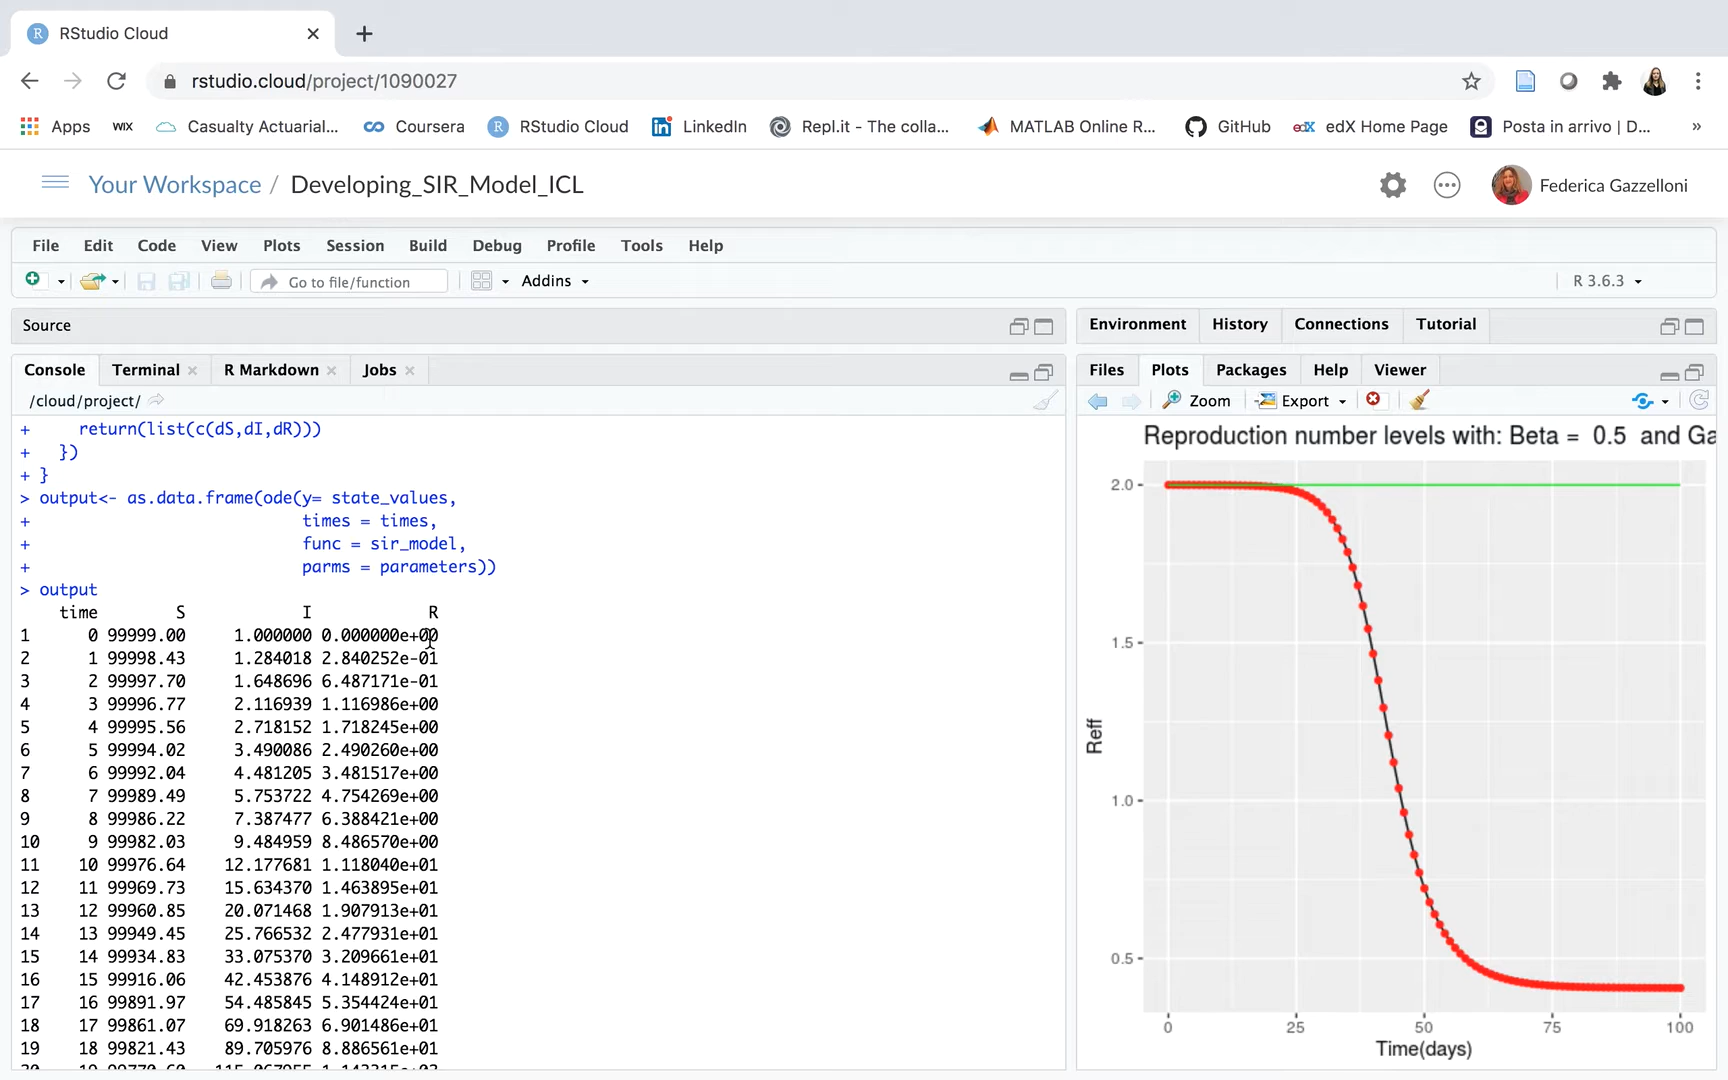 RStudio Cloud
rstudio.cloud/project/1090027
Apps WIX Casualty Actuarial... Coursera RStudio Cloud LinkedIn Repl.it - The colla... MATLAB Online R... GitHub edX Home Page Posta in arrivo | D... »
Your Workspace / Developing_SIR_Model_ICL Federica Gazzelloni
File Edit Code View Plots Session Build Debug Profile Tools Help
Go to file/function Addins R 3.6.3
Source
Environment History Connections Tutorial
Console Terminal R Markdown Jobs
Files Plots Packages Help Viewer
/cloud/project/
Zoom Export
+ return(list(c(dS,dI,dR)))
+ })
+ }
> output<- as.data.frame(ode(y= state_values,
+ times = times,
+ func = sir_model,
+ parms = parameters))
> output
time S I R
1 0 99999.00 1.000000 0.000000e+00
2 1 99998.43 1.284018 2.840252e-01
3 2 99997.70 1.648696 6.487171e-01
4 3 99996.77 2.116939 1.116986e+00
5 4 99995.56 2.718152 1.718245e+00
6 5 99994.02 3.490086 2.490260e+00
7 6 99992.04 4.481205 3.481517e+00
8 7 99989.49 5.753722 4.754269e+00
9 8 99986.22 7.387477 6.388421e+00
10 9 99982.03 9.484959 8.486570e+00
11 10 99976.64 12.177681 1.118040e+01
12 11 99969.73 15.634370 1.463895e+01
13 12 99960.85 20.071468 1.907913e+01
14 13 99949.45 25.766532 2.477931e+01
15 14 99934.83 33.075370 3.209661e+01
16 15 99916.06 42.453876 4.148912e+01
17 16 99891.97 54.485845 5.354424e+01
18 17 99861.07 69.918263 6.901486e+01
19 18 99821.43 89.705976 8.886561e+01
Reproduction number levels with: Beta = 0.5 and Ga
2.0
1.5
1.0
0.5
Reff
0 25 50 75 100
Time(days)